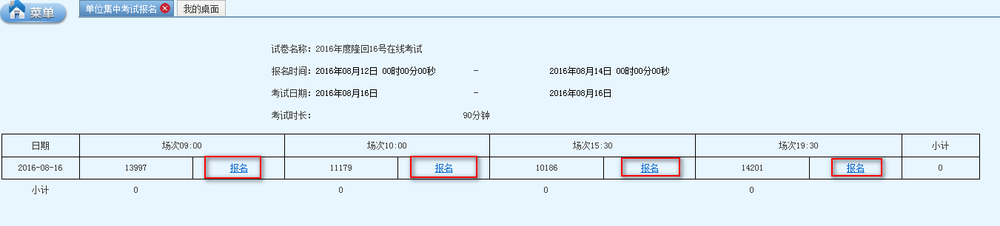 菜单
单位集中考试报名 我的桌面
试卷名称: 2016年度隆回16号在线考试
报名时间: 2016年08月12日 00时00分00秒 - 2016年08月14日 00时00分00秒
考试日期: 2016年08月16日 - 2016年08月16日
考试时长: 90分钟
日期 场次09:00 场次10:00 场次15:30 场次19:30 小计
2016-08-16 13997 报名 11179 报名 10186 报名 14201 报名 0
小计 0 0 0 0